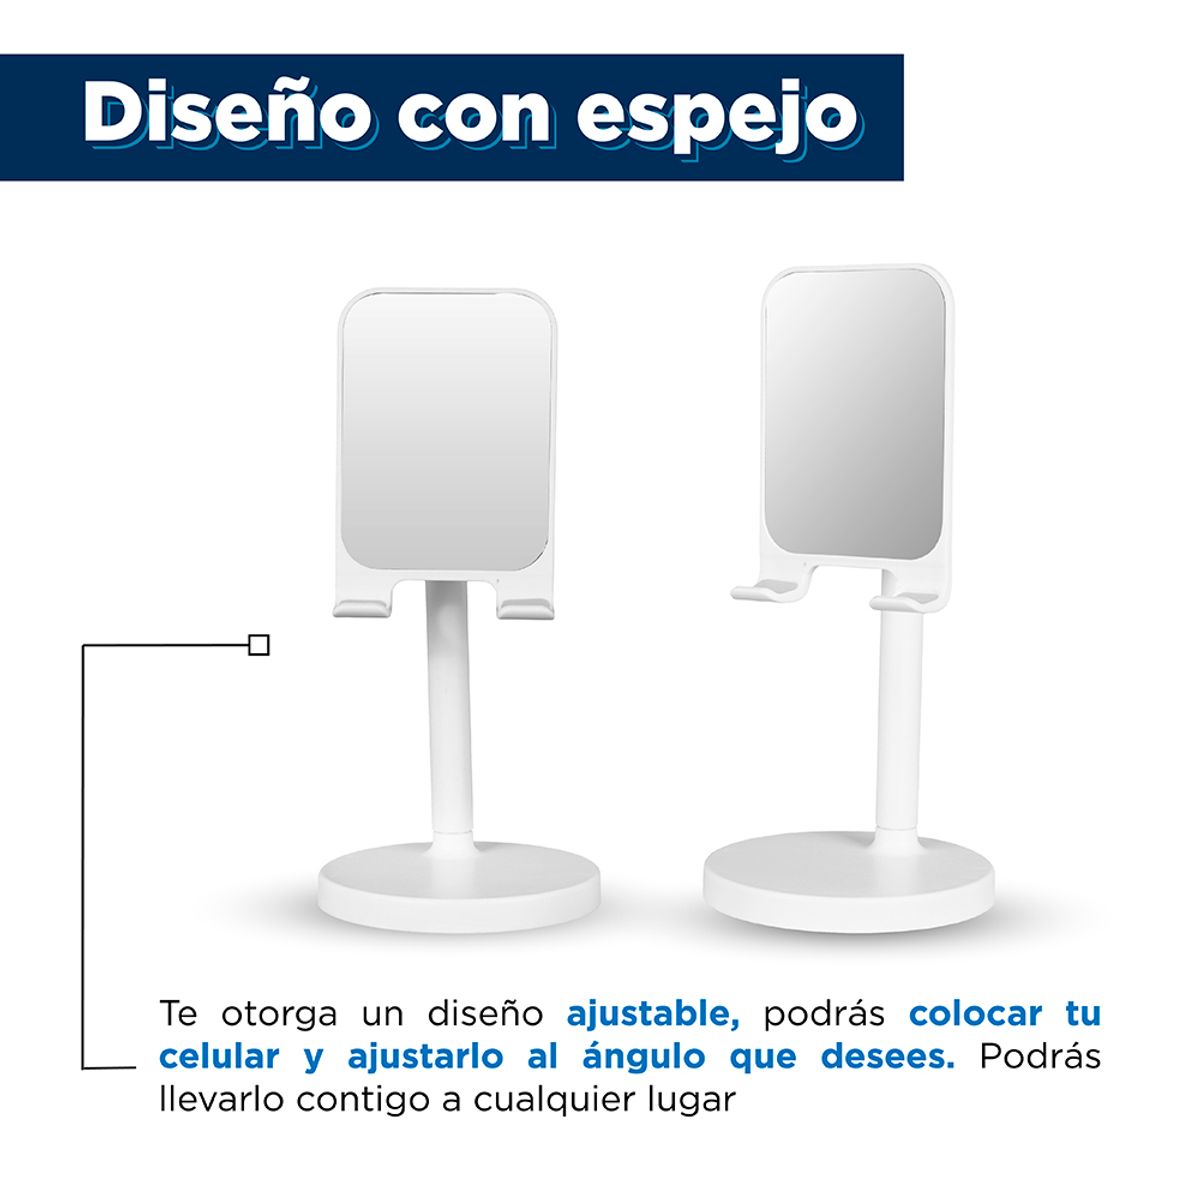 Diseño con espejo
Te otorga un diseño ajustable, podrás colocar tu
celular y ajustarlo al ángulo que desees. Podrás
llevarlo contigo a cualquier lugar